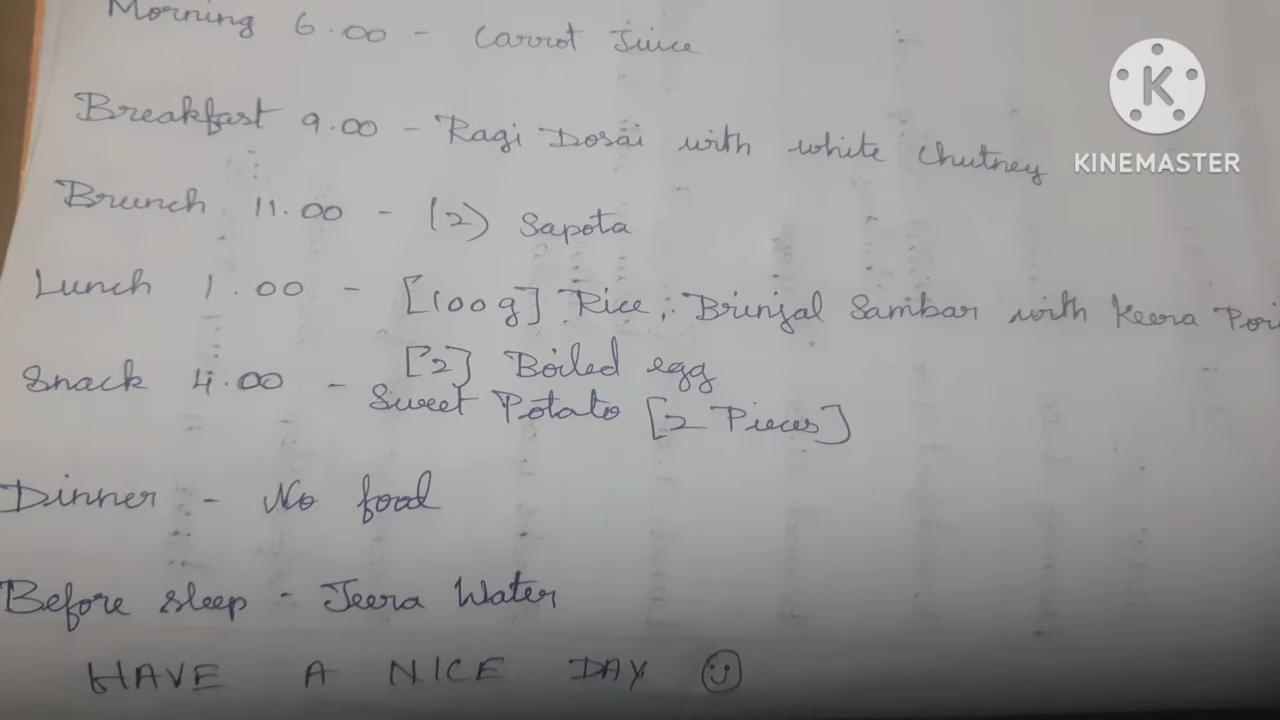 Morning 6.00 - Carrot Juice
KINEMASTER
Breakfast 9.00 - Ragi Dosai with white chutney
Brunch 11.00 - (2) Sapota
Lunch 1.00 - [100g] Rice; Brinjal Sambar with Keera
[2] Boiled egg
Snack 4.00 - Sweet Potato [2 Pieces]
Dinner - No food
Before sleep - Jeera Water
HAVE A NICE DAY